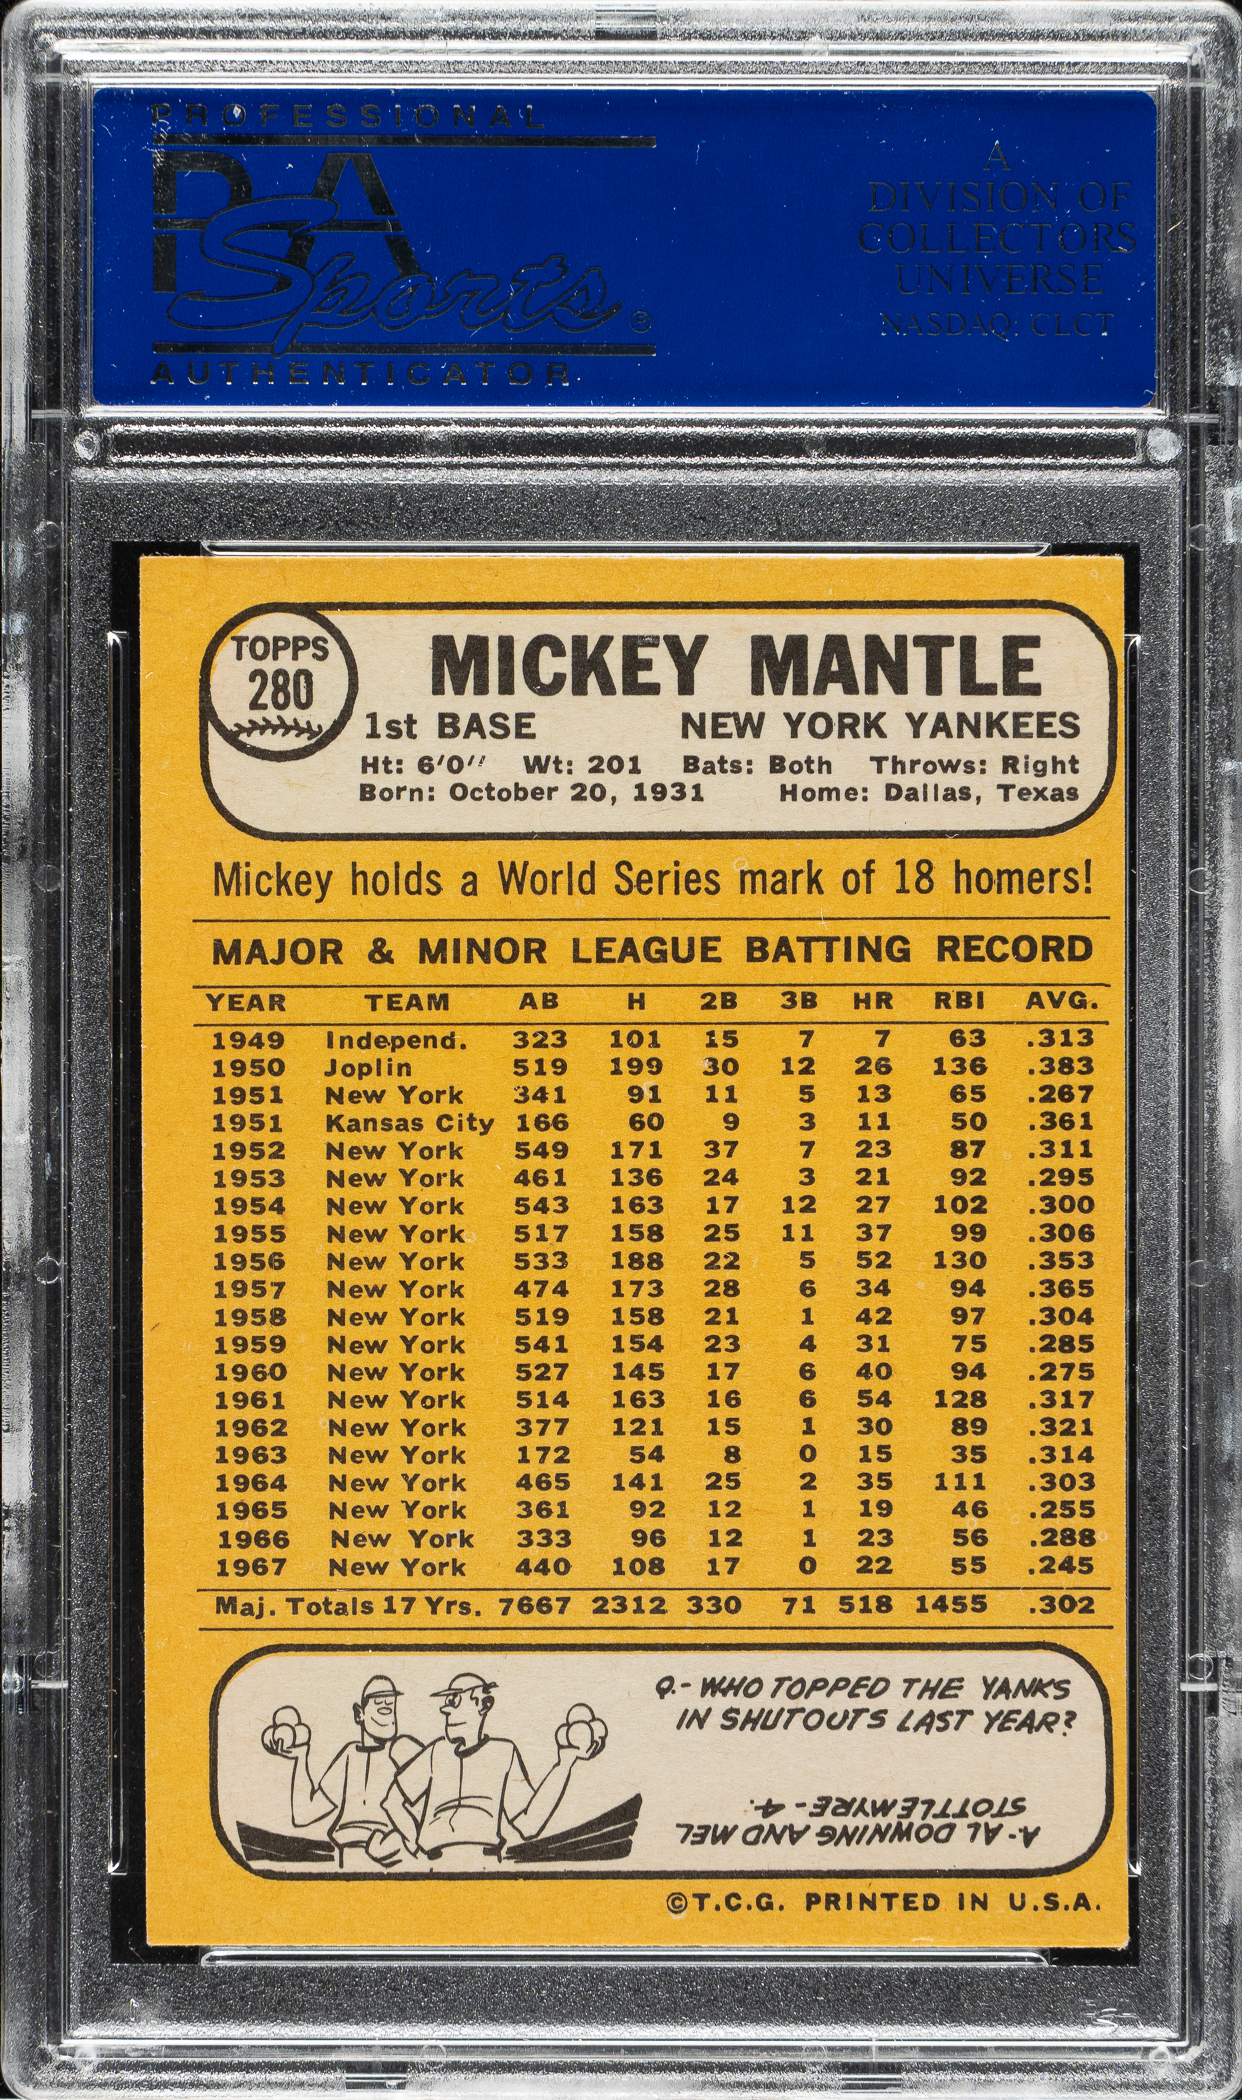 PROFESSIONAL
PSA
Sports®
AUTHENTICATOR
A
DIVISION OF
COLLECTORS
UNIVERSE
NASDAQ: CLCT
TOPPS
280
MICKEY MANTLE
1st BASE NEW YORK YANKEES
Ht: 6'0" Wt: 201 Bats: Both Throws: Right
Born: October 20, 1931 Home: Dallas, Texas
Mickey holds a World Series mark of 18 homers!
MAJOR & MINOR LEAGUE BATTING RECORD
YEAR TEAM AB H 2B 3B HR RBI AVG.
1949 Independ. 323 101 15 7 7 63 .313
1950 Joplin 519 199 30 12 26 136 .383
1951 New York 341 91 11 5 13 65 .267
1951 Kansas City 166 60 9 3 11 50 .361
1952 New York 549 171 37 7 23 87 .311
1953 New York 461 136 24 3 21 92 .295
1954 New York 543 163 17 12 27 102 .300
1955 New York 517 158 25 11 37 99 .306
1956 New York 533 188 22 5 52 130 .353
1957 New York 474 173 28 6 34 94 .365
1958 New York 519 158 21 1 42 97 .304
1959 New York 541 154 23 4 31 75 .285
1960 New York 527 145 17 6 40 94 .275
1961 New York 514 163 16 6 54 128 .317
1962 New York 377 121 15 1 30 89 .321
1963 New York 172 54 8 0 15 35 .314
1964 New York 465 141 25 2 35 111 .303
1965 New York 361 92 12 1 19 46 .255
1966 New York 333 96 12 1 23 56 .288
1967 New York 440 108 17 0 22 55 .245
Maj. Totals 17 Yrs. 7667 2312 330 71 518 1455 .302
Q.- WHO TOPPED THE YANKS
IN SHUTOUTS LAST YEAR?
A- AL DOWNING AND MEL
STOTTLEMYRE - 4.
©T.C.G. PRINTED IN U.S.A.